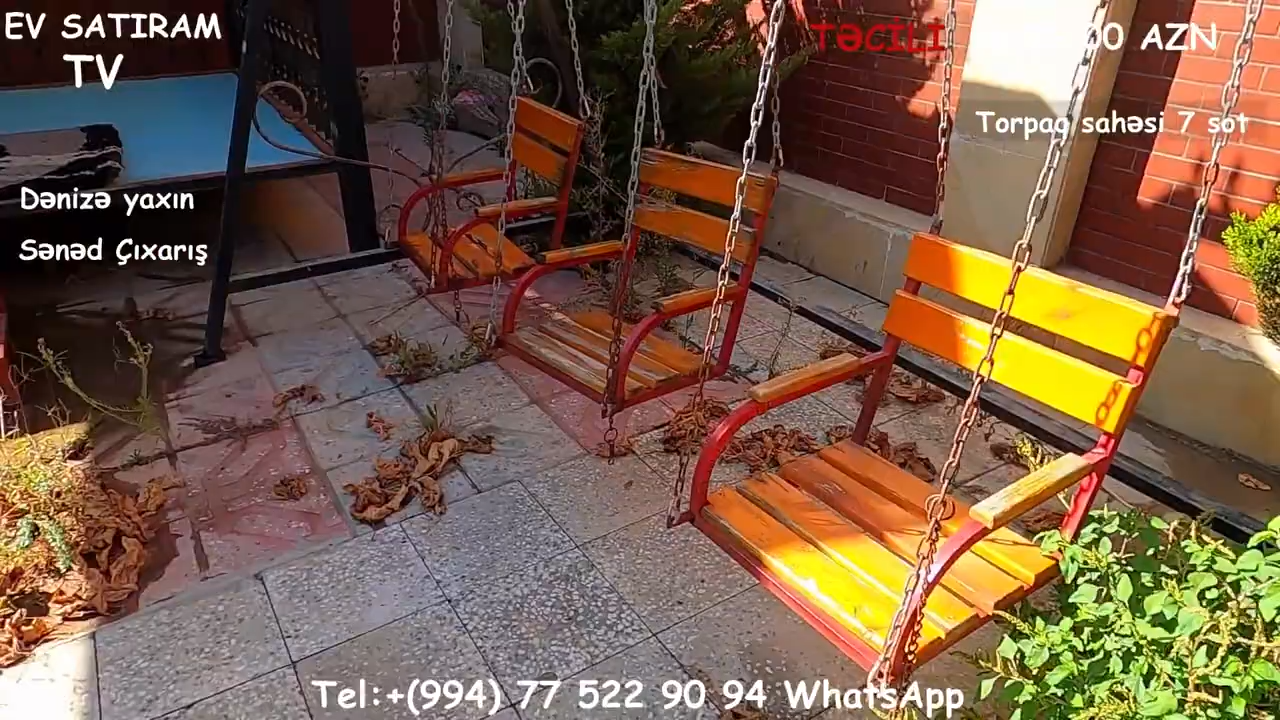 EV SATIRAM
TV
TƏCİLİ
00 AZN
Torpaq sahəsi 7 sot
Dənizə yaxın
Sənəd Çıxarış
Tel:+(994) 77 522 90 94 WhatsApp